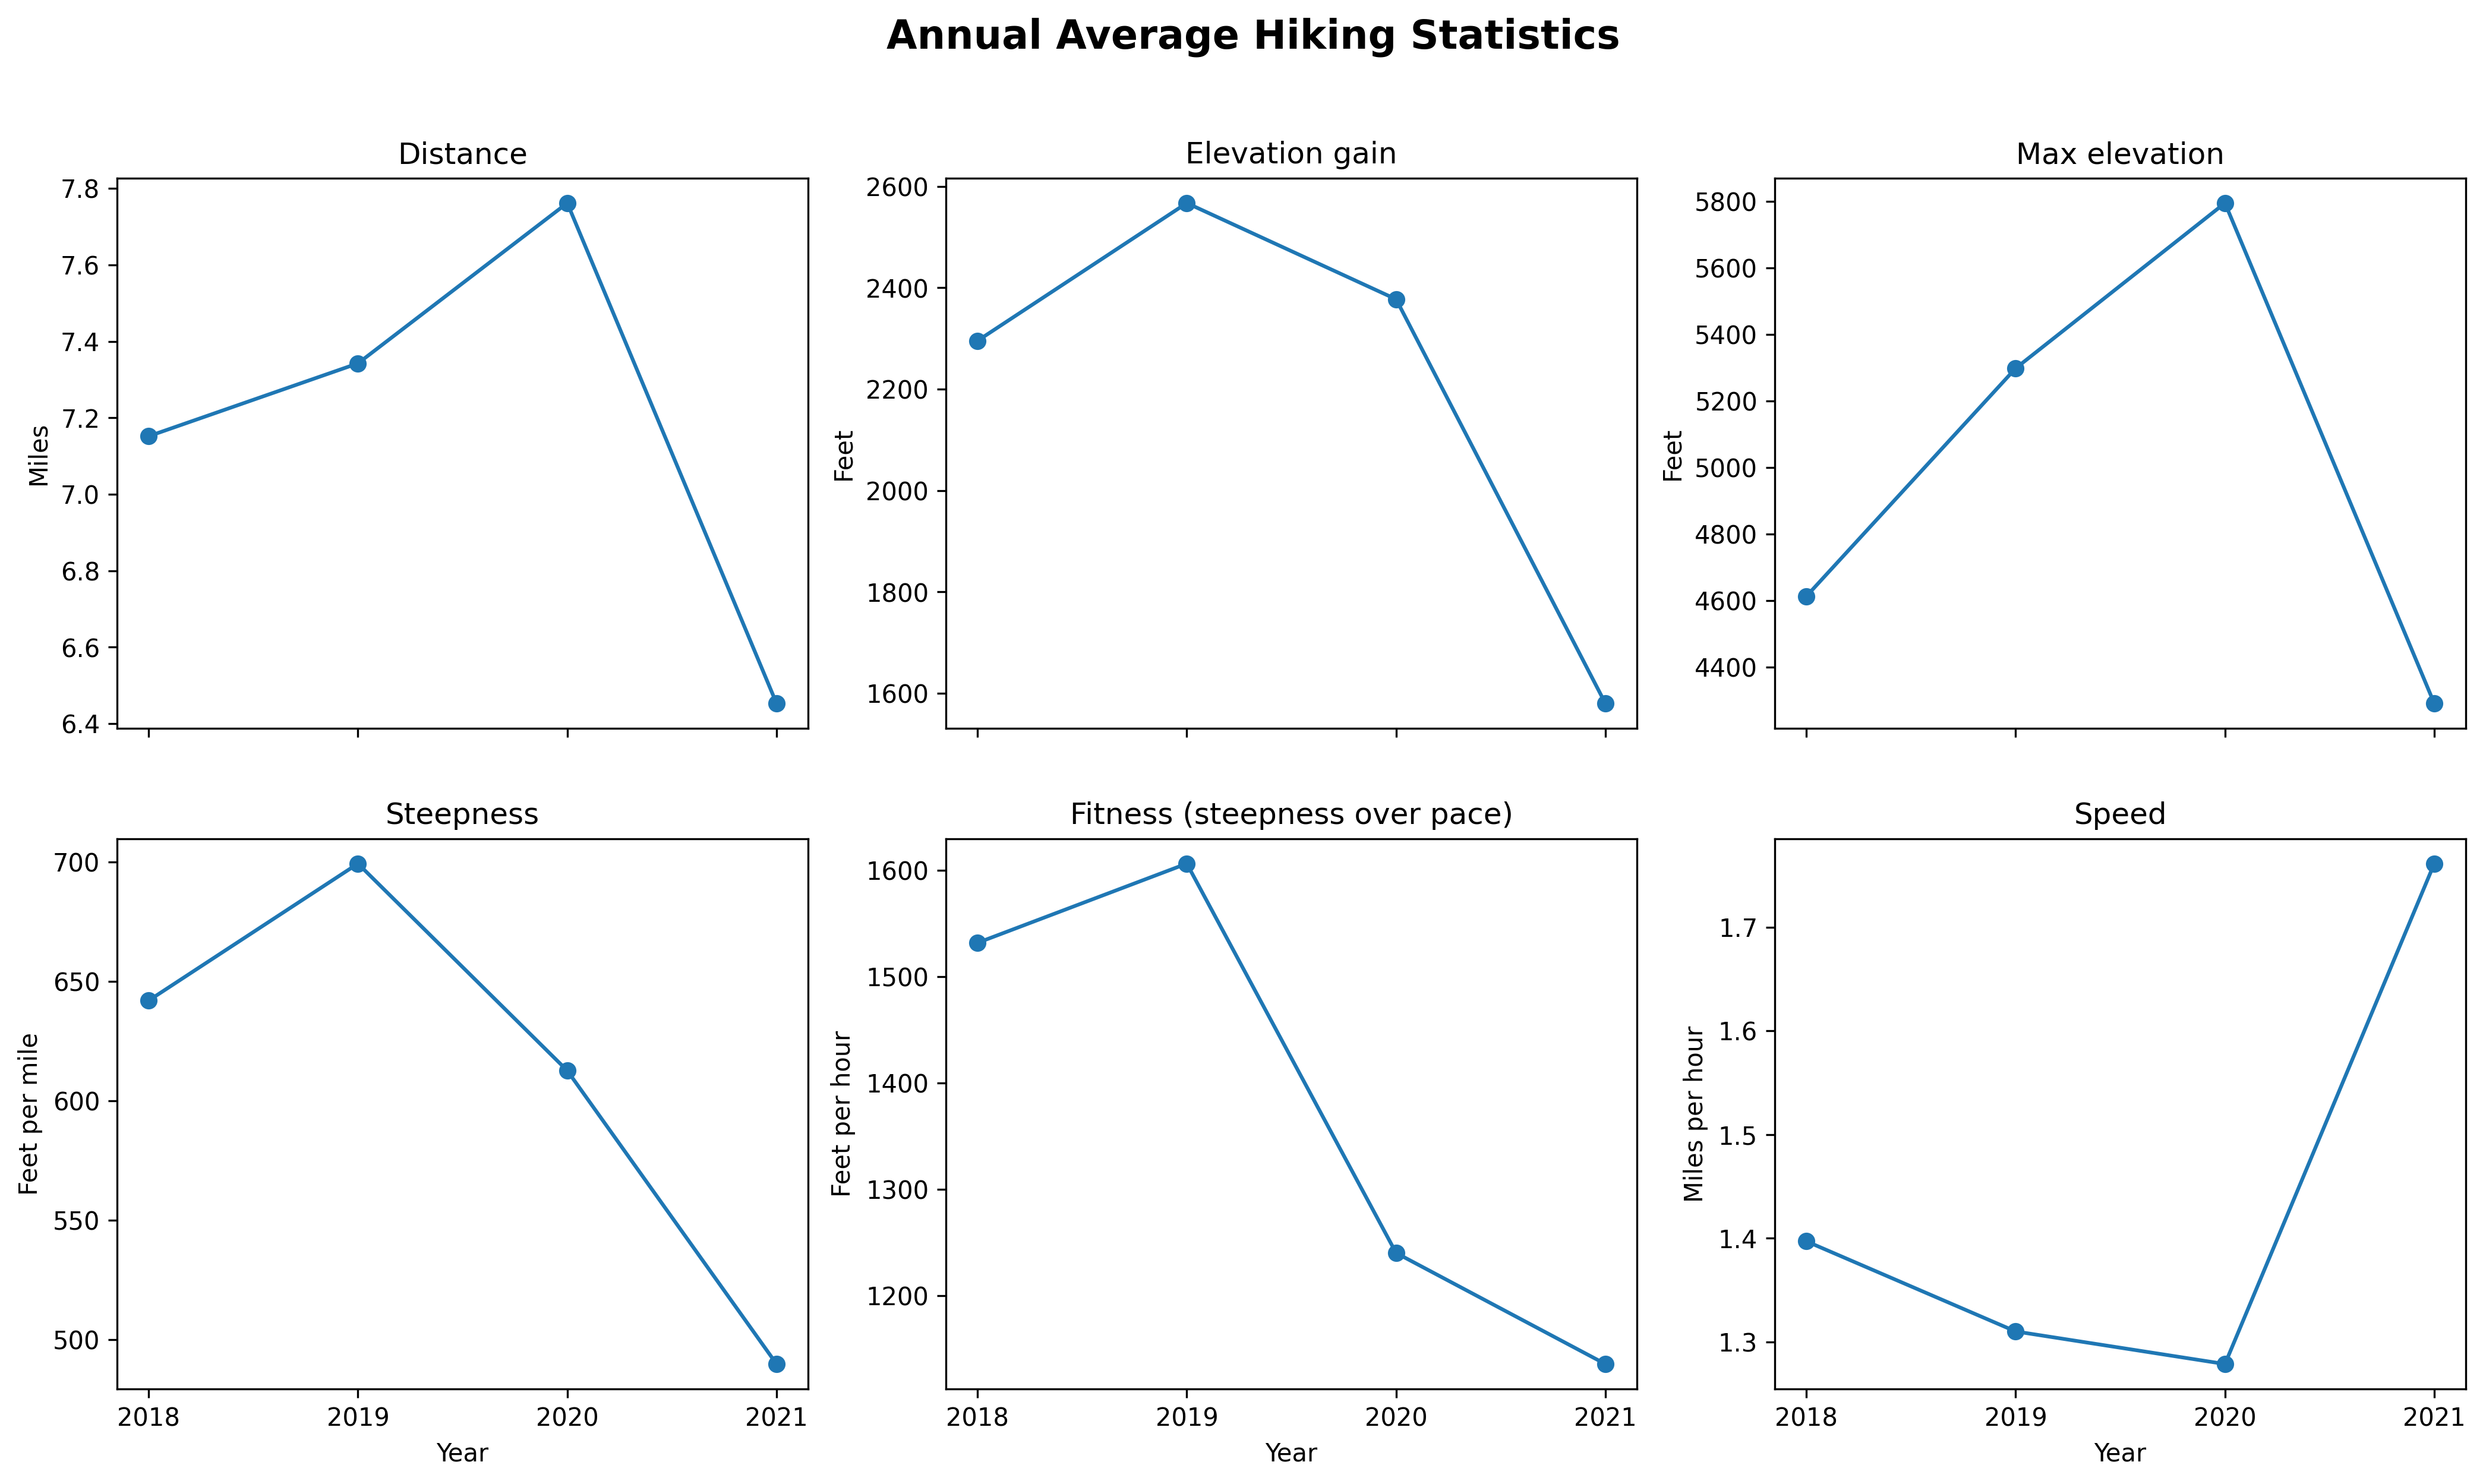 Annual Average Hiking Statistics
Distance
7.8
7.6
7.4
7.2
7.0
6.8
6.6
6.4
Miles
Elevation gain
2600
2400
2200
2000
1800
1600
Feet
Max elevation
5800
5600
5400
5200
5000
4800
4600
4400
Feet
Steepness
700
650
600
550
500
Feet per mile
2018 2019 2020 2021
Year
Fitness (steepness over pace)
1600
1500
1400
1300
1200
Feet per hour
2018 2019 2020 2021
Year
Speed
1.7
1.6
1.5
1.4
1.3
Miles per hour
2018 2019 2020 2021
Year